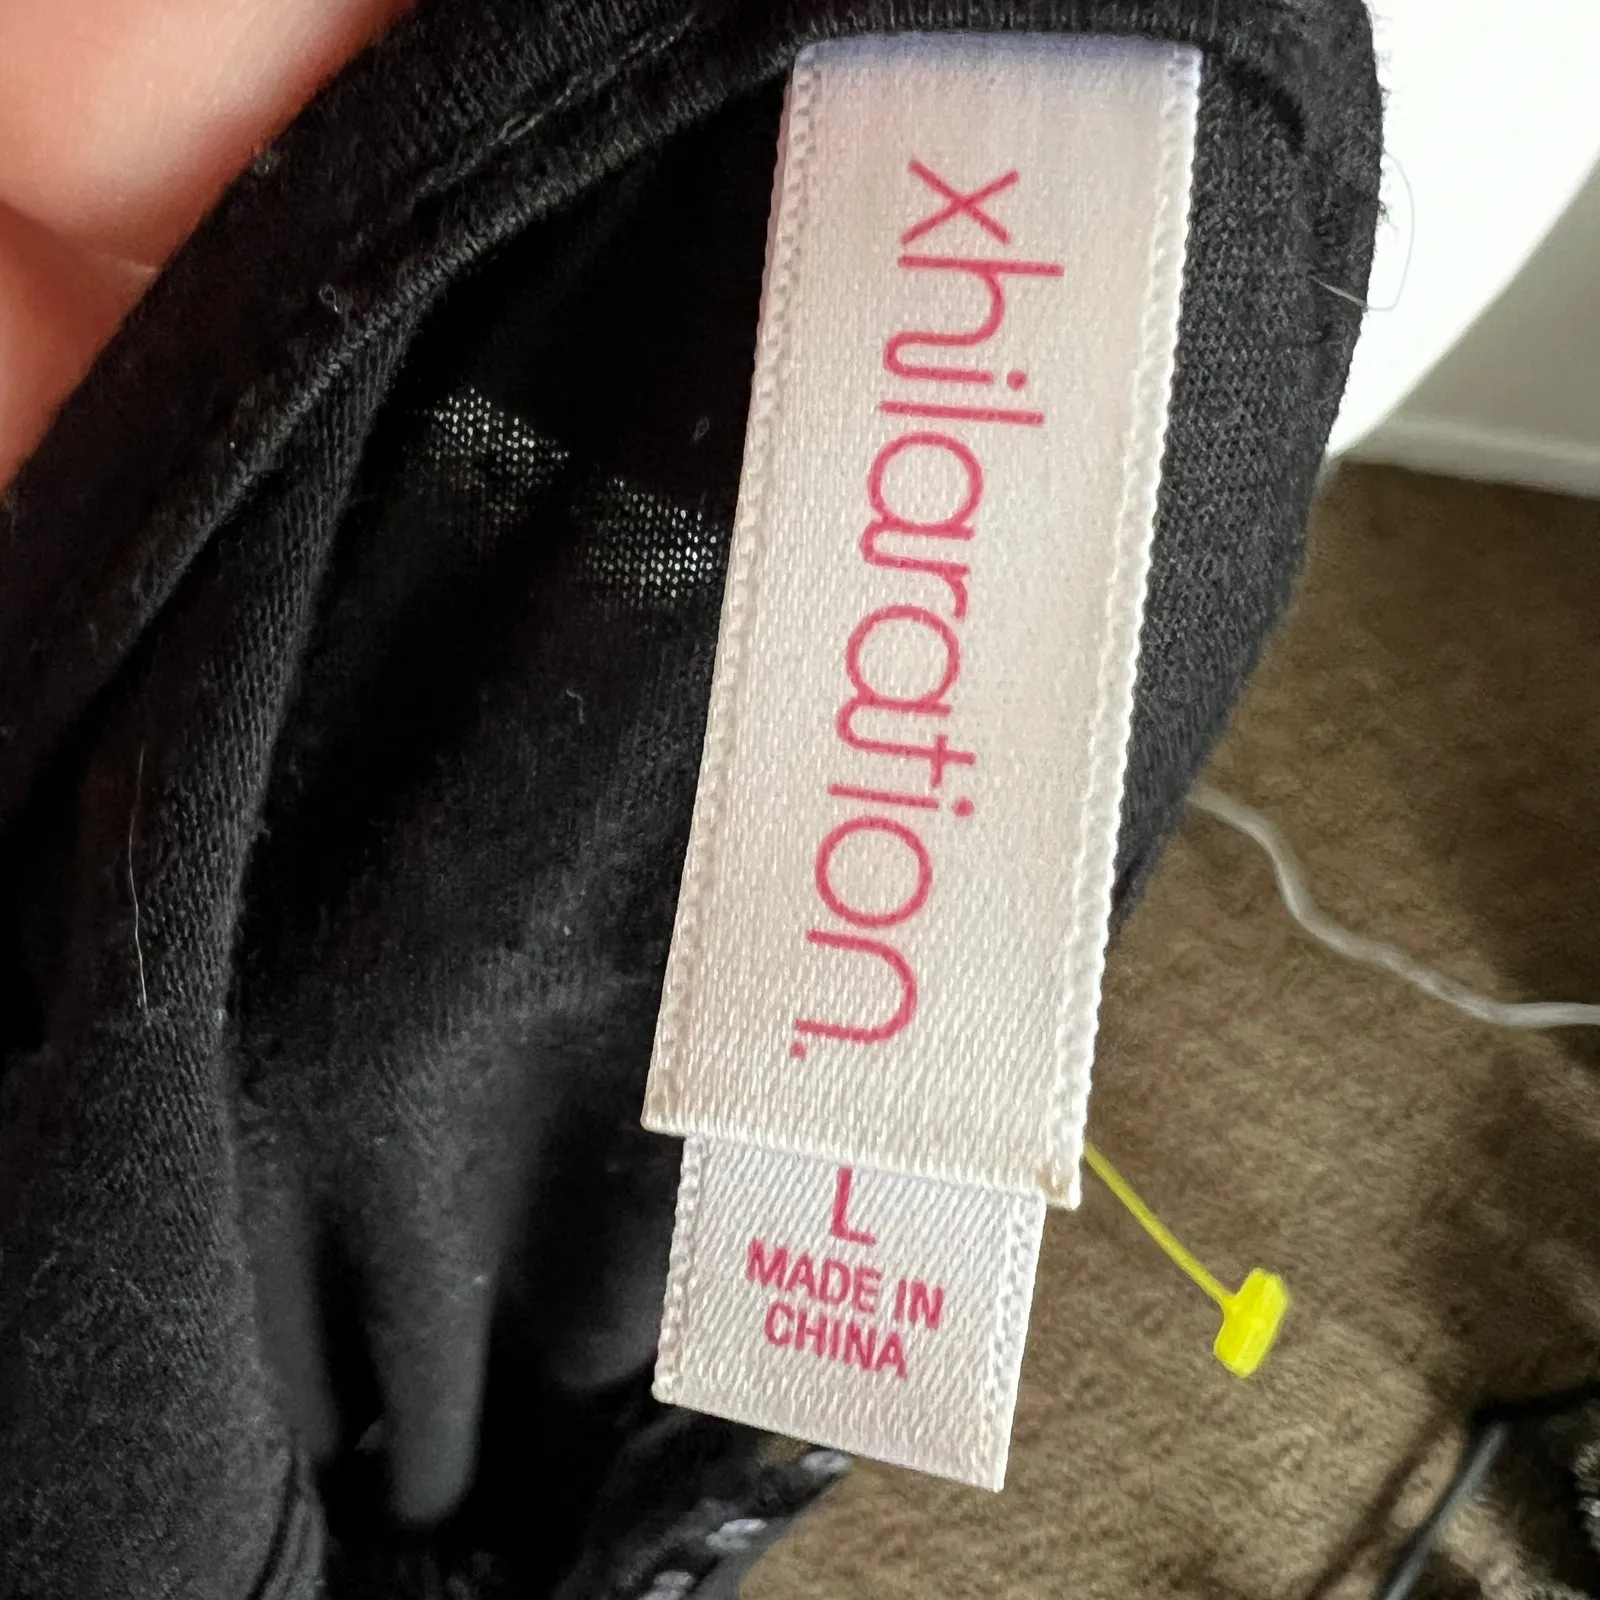 xhilaration.
L
MADE IN
CHINA